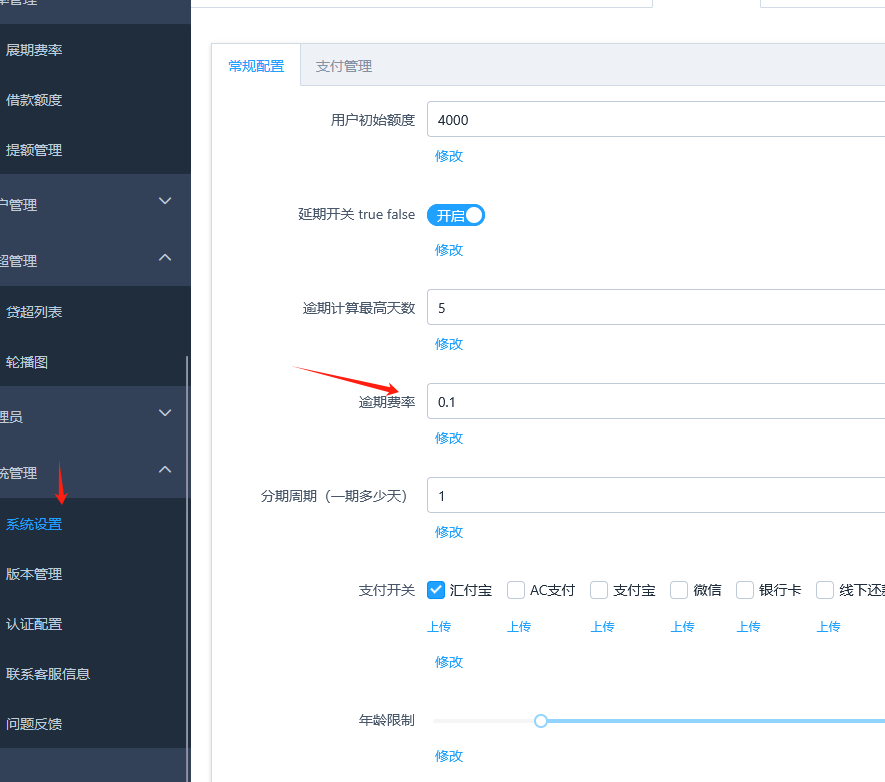 展期费率
借款额度
提额管理
户管理
超管理
贷超列表
轮播图
理员
统管理
系统设置
版本管理
认证配置
联系客服信息
问题反馈
常规配置
支付管理
用户初始额度
4000
修改
延期开关 true false
开启
修改
逾期计算最高天数
5
修改
逾期费率
0.1
修改
分期周期（一期多少天）
1
修改
支付开关
汇付宝
AC支付
支付宝
微信
银行卡
线下还款
上传
上传
上传
上传
上传
上传
修改
年龄限制
修改